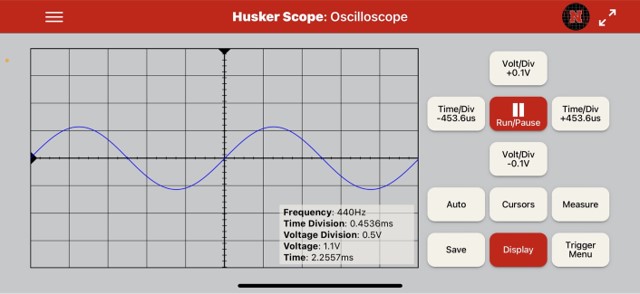 Husker Scope: Oscilloscope
N
Volt/Div
+0.1V
Time/Div
-453.6us
Run/Pause
Time/Div
+453.6us
Volt/Div
-0.1V
Auto
Cursors
Measure
Save
Display
Trigger
Menu
Frequency: 440Hz
Time Division: 0.4536ms
Voltage Division: 0.5V
Voltage: 1.1V
Time: 2.2557ms